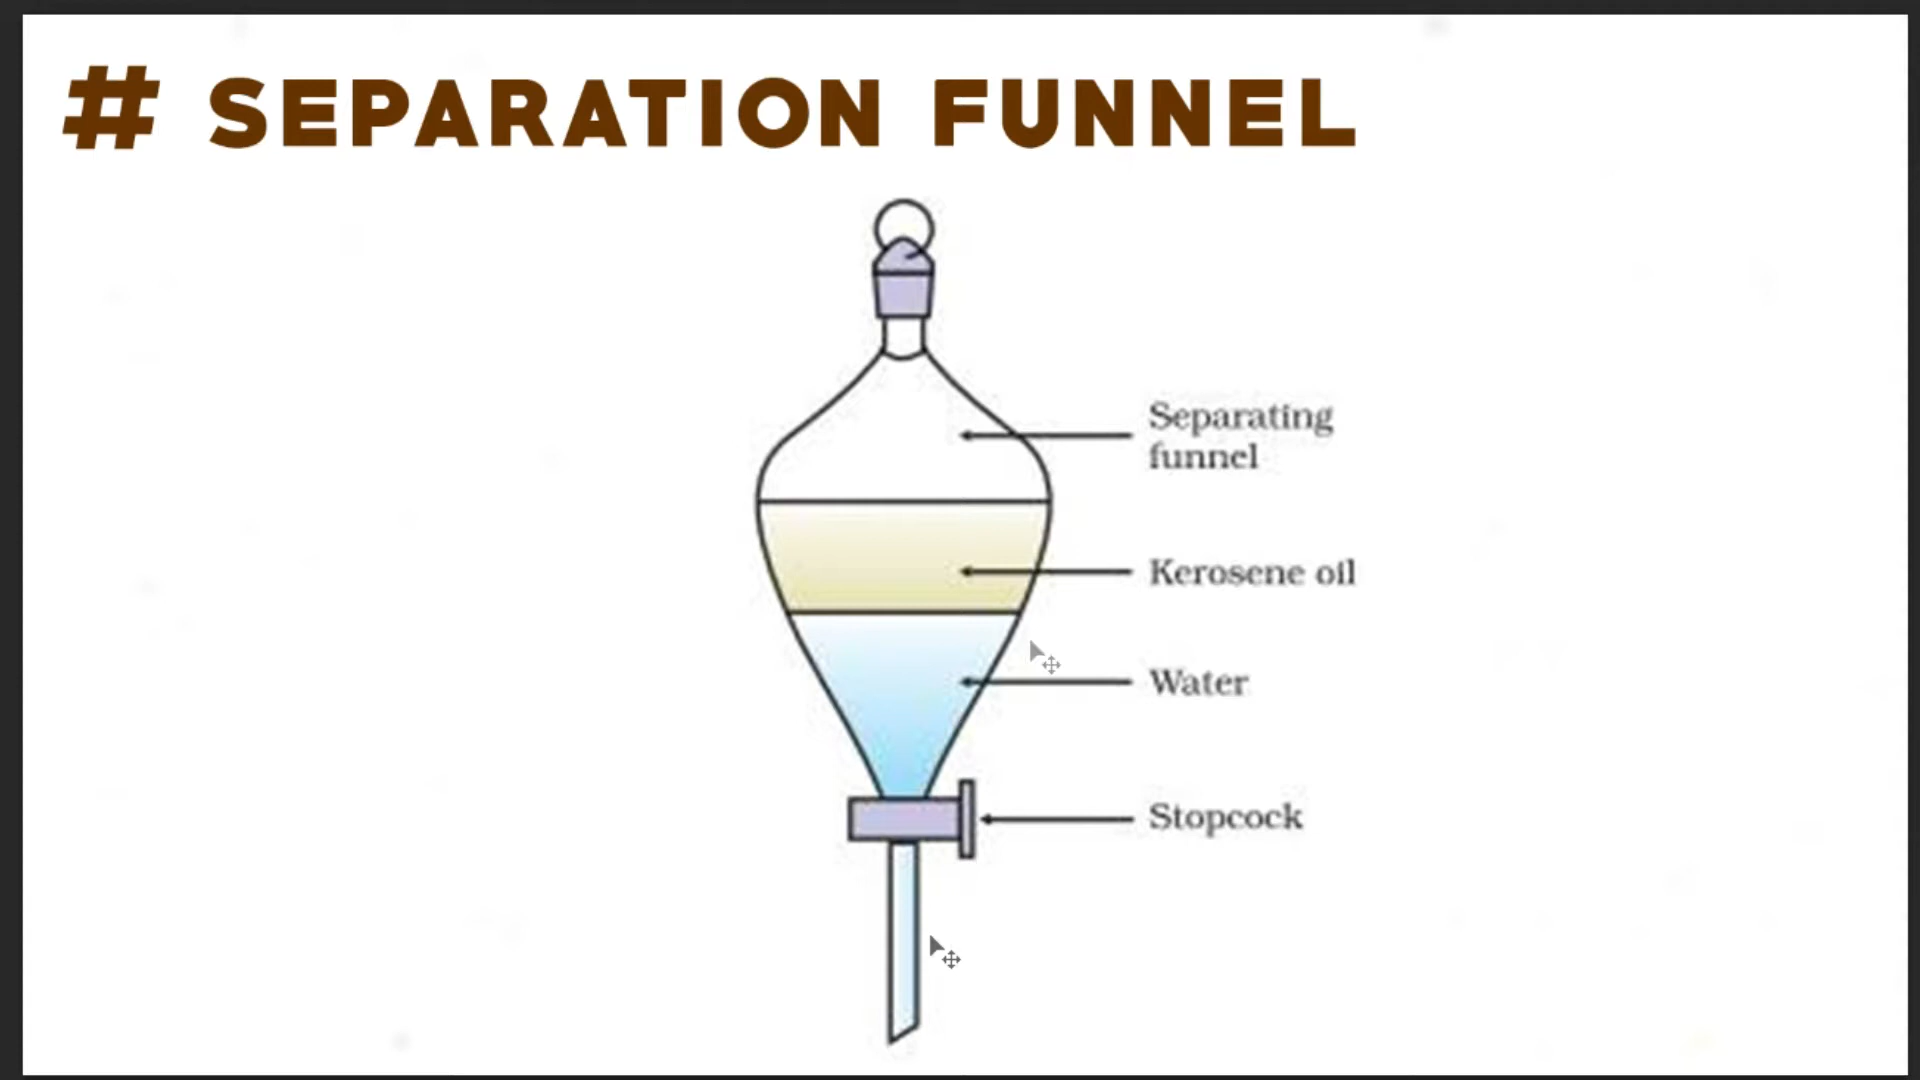 # SEPARATION FUNNEL
Separating
funnel
Kerosene oil
Water
Stopcock